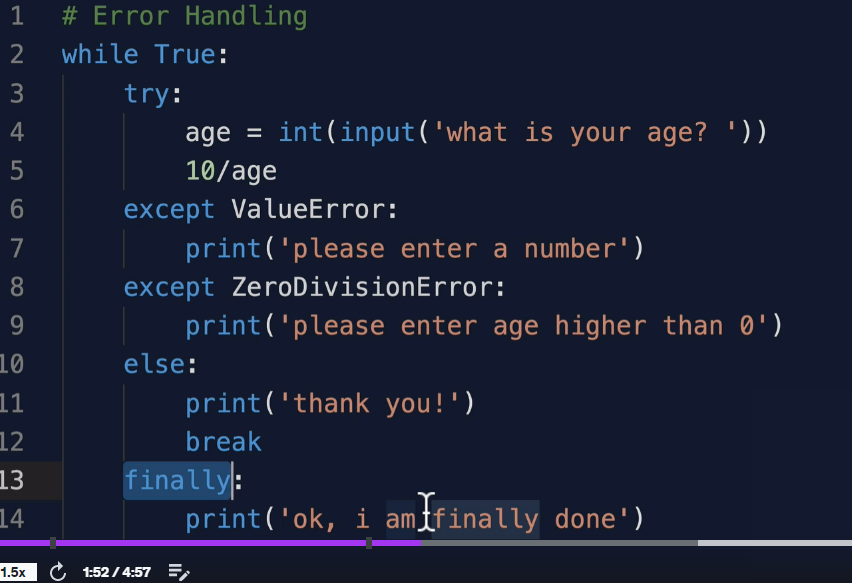 1 # Error Handling
2 while True:
3 try:
4 age = int(input('what is your age? '))
5 10/age
6 except ValueError:
7 print('please enter a number')
8 except ZeroDivisionError:
9 print('please enter age higher than 0')
10 else:
11 print('thank you!')
12 break
13 finally:
14 print('ok, i am finally done')
1.5x 1:52 / 4:57